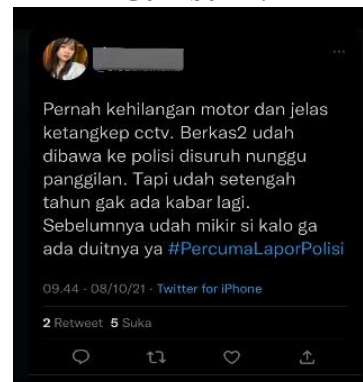 Pernah kehilangan motor dan jelas
ketangkep cctv. Berkas2 udah
dibawa ke polisi disuruh nunggu
panggilan. Tapi udah setengah
tahun gak ada kabar lagi.
Sebelumnya udah mikir si kalo ga
ada duitnya ya #PercumaLaporPolisi
09.44 · 08/10/21 · Twitter for iPhone
2 Retweet 5 Suka